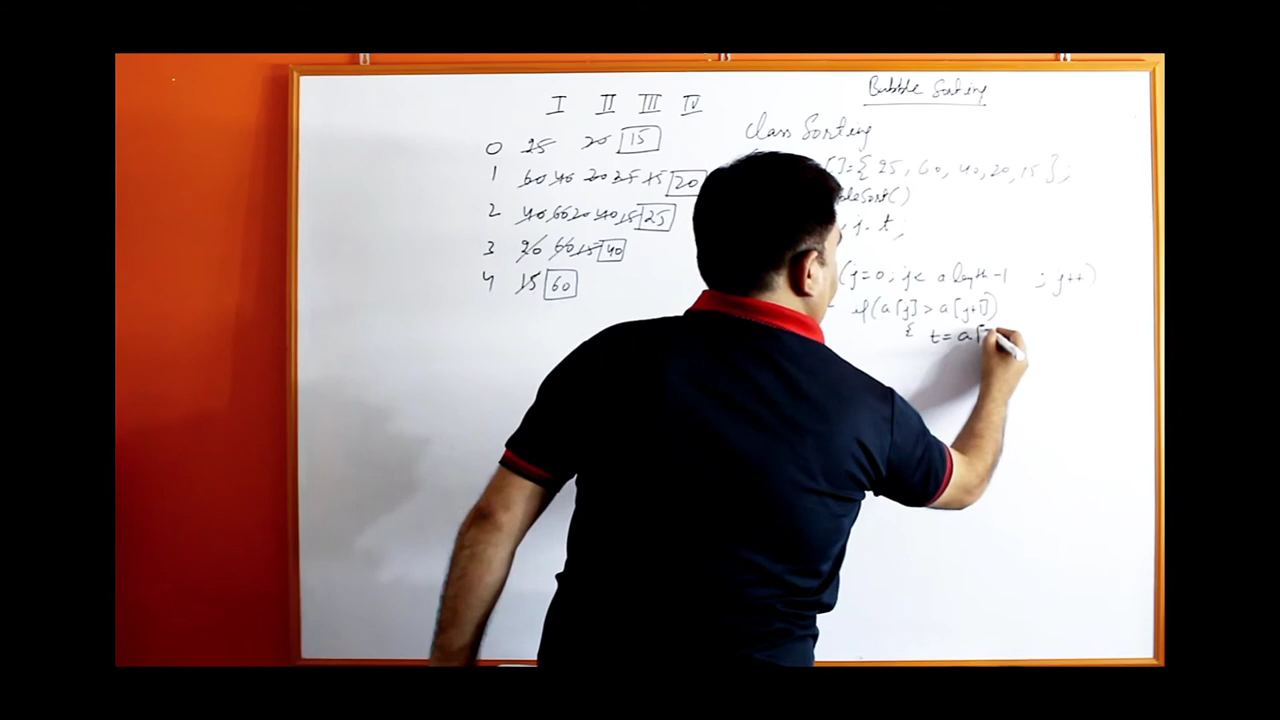 Bubble Sorting
I II III IV
0 25 20 15
1 60 40 20 25 15 20
2 40 60 20 40 15 25
3 20 60 15 40
4 15 60
class Sorting
[]={ 25, 60, 40, 20, 15 };
bleSort()
, j, t ;
(j=0; j< a length-1 ; j++)
if(a[j] > a[j+1])
{ t = a[